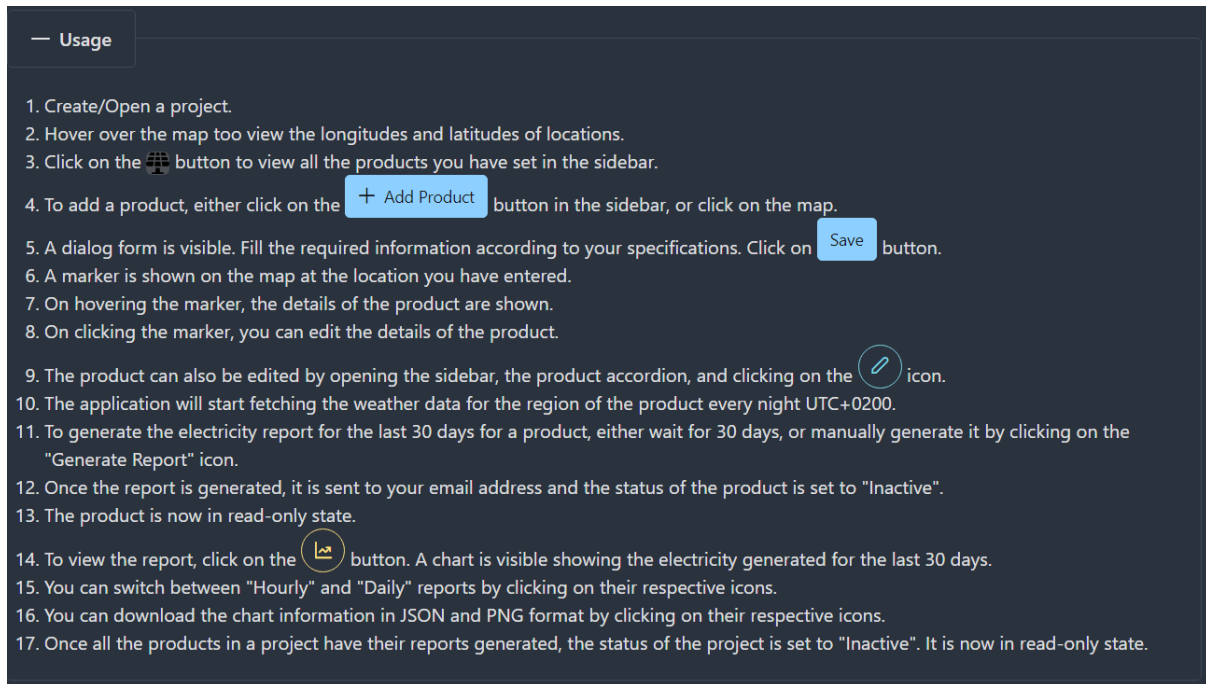 — Usage
1. Create/Open a project.
2. Hover over the map too view the longitudes and latitudes of locations.
3. Click on the button to view all the products you have set in the sidebar.
4. To add a product, either click on the + Add Product button in the sidebar, or click on the map.
5. A dialog form is visible. Fill the required information according to your specifications. Click on Save button.
6. A marker is shown on the map at the location you have entered.
7. On hovering the marker, the details of the product are shown.
8. On clicking the marker, you can edit the details of the product.
9. The product can also be edited by opening the sidebar, the product accordion, and clicking on the icon.
10. The application will start fetching the weather data for the region of the product every night UTC+0200.
11. To generate the electricity report for the last 30 days for a product, either wait for 30 days, or manually generate it by clicking on the
"Generate Report" icon.
12. Once the report is generated, it is sent to your email address and the status of the product is set to "Inactive".
13. The product is now in read-only state.
14. To view the report, click on the button. A chart is visible showing the electricity generated for the last 30 days.
15. You can switch between "Hourly" and "Daily" reports by clicking on their respective icons.
16. You can download the chart information in JSON and PNG format by clicking on their respective icons.
17. Once all the products in a project have their reports generated, the status of the project is set to "Inactive". It is now in read-only state.